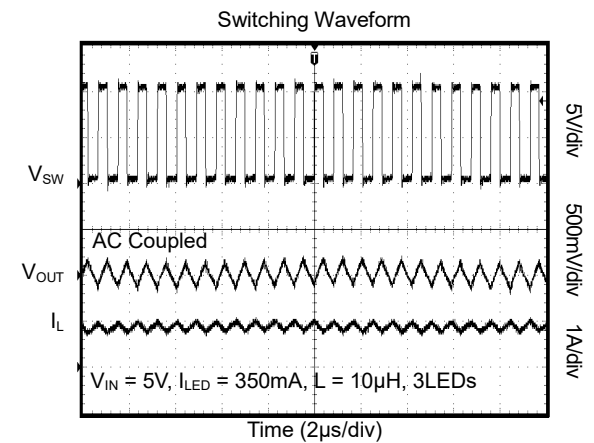 Switching Waveform
T
5V/div
V_SW
AC Coupled
500mV/div
V_OUT
I_L
1A/div
V_IN = 5V, I_LED = 350mA, L = 10µH, 3LEDs
Time (2µs/div)